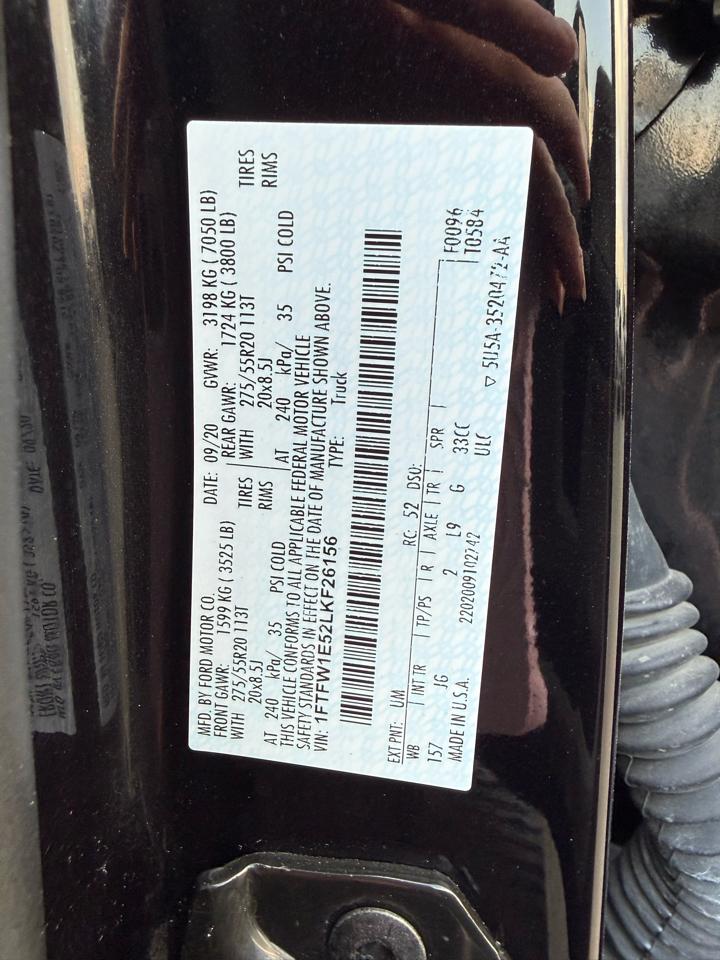 MFD. BY FORD MOTOR CO. DATE: 09/20 GVWR: 3198 KG ( 7050 LB)
FRONT GAWR: 1599 KG ( 3525 LB) REAR GAWR: 1724 KG ( 3800 LB)
WITH 275/55R20 113T TIRES WITH 275/55R20 113T TIRES
20x8.5J RIMS 20x8.5J RIMS
AT 240 kPa/ 35 PSI COLD AT 240 kPa/ 35 PSI COLD
THIS VEHICLE CONFORMS TO ALL APPLICABLE FEDERAL MOTOR VEHICLE
SAFETY STANDARDS IN EFFECT ON THE DATE OF MANUFACTURE SHOWN ABOVE.
VIN: 1FTFW1E52LKF26156 TYPE: Truck
EXT PNT: UM RC: 52 DSO: F0096
WB INT TR TP/PS R AXLE TR SPR T0584
157 JG 2 L9 G 33CC
MADE IN U.S.A. 2202009102742 ULC